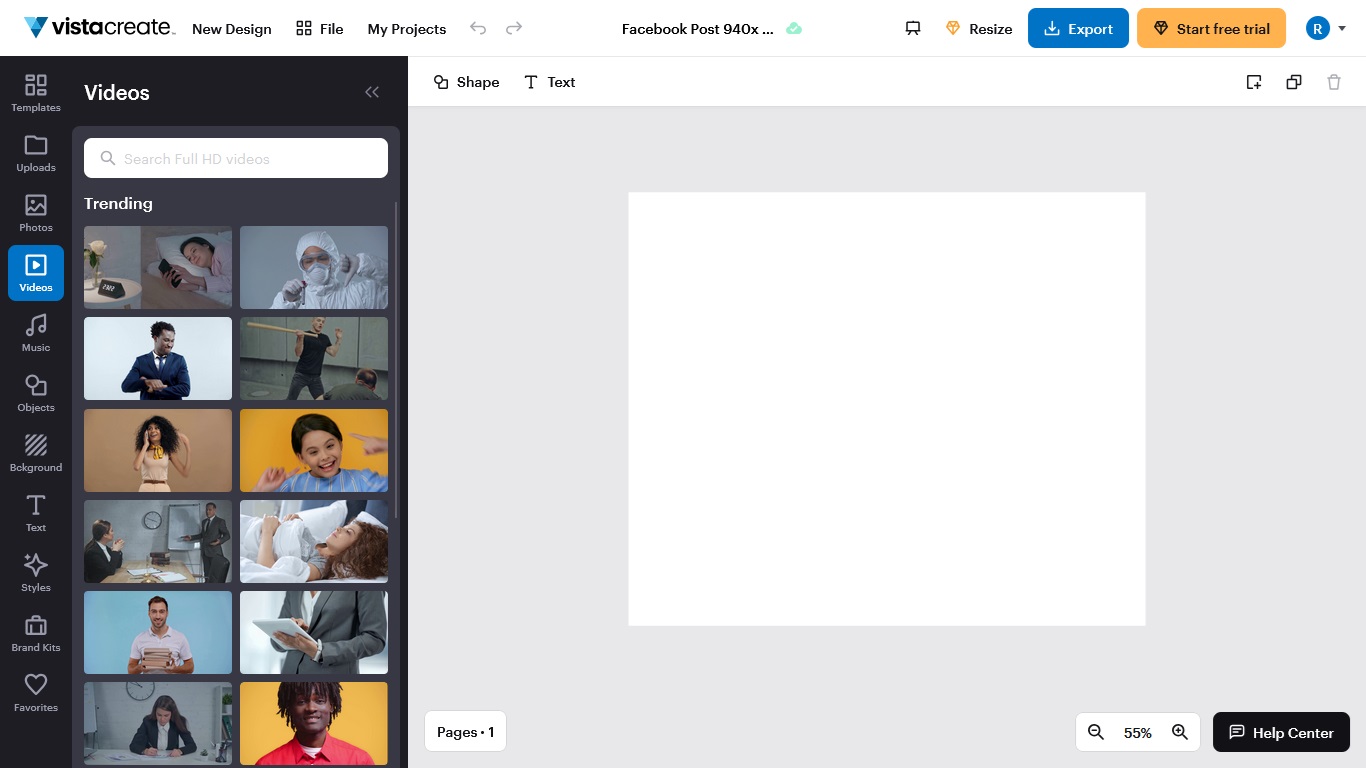 vistacreate
New Design
File
My Projects
Facebook Post 940x ...
Resize
Export
Start free trial
R
Templates
Uploads
Photos
Videos
Music
Objects
Bckground
Text
Styles
Brand Kits
Favorites
Videos
Search Full HD videos
Trending
Shape
Text
Pages • 1
55%
Help Center